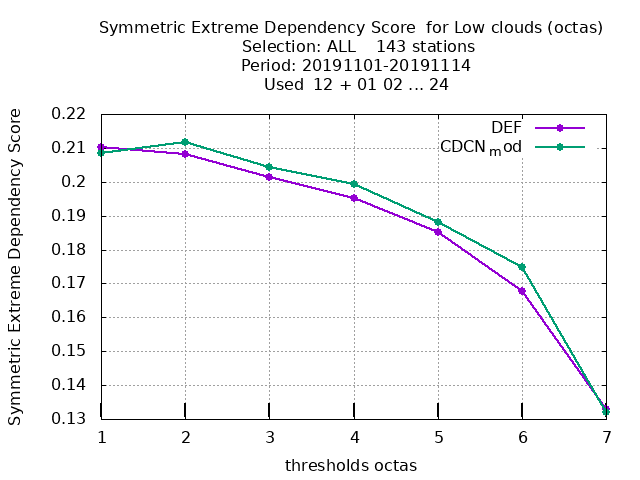 Symmetric Extreme Dependency Score  for Low clouds (octas)
Selection: ALL    143 stations
Period: 20191101-20191114
Used  12 + 01 02 ... 24
Symmetric Extreme Dependency Score
0.22
0.21
0.2
0.19
0.18
0.17
0.16
0.15
0.14
0.13
DEF
CDCNmod
1 2 3 4 5 6 7
thresholds octas